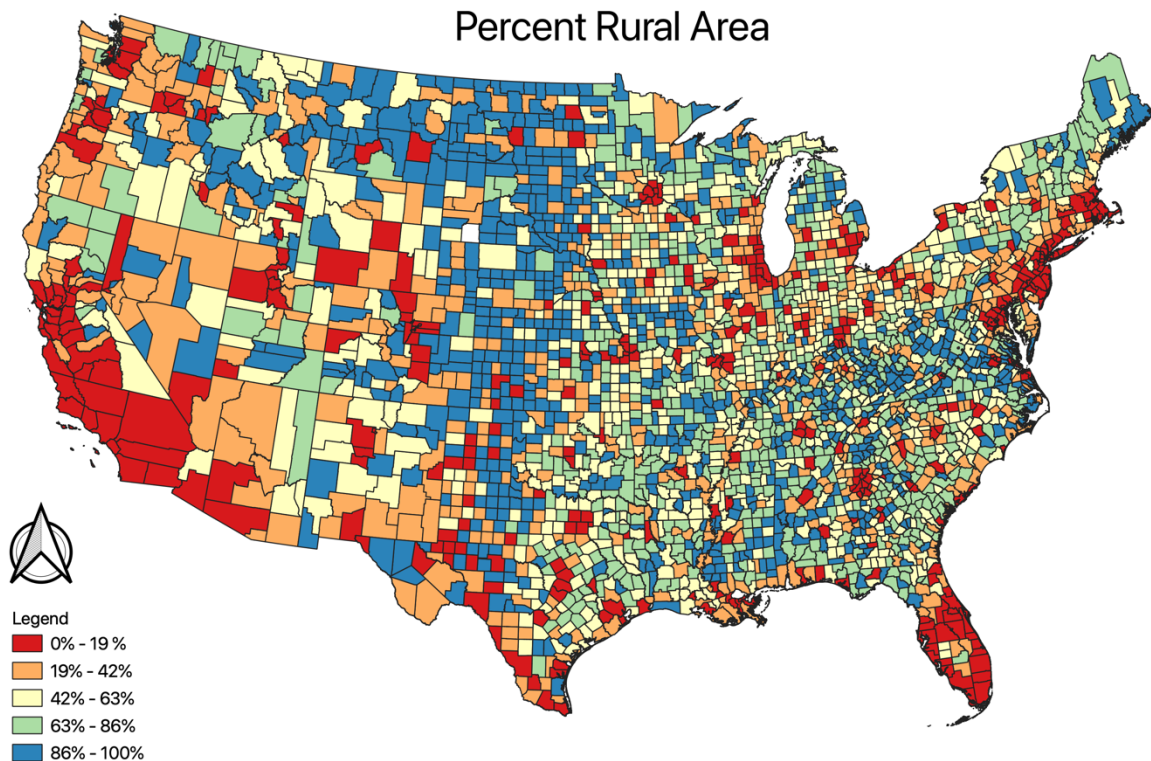 Percent Rural Area
Legend
0% - 19 %
19% - 42%
42% - 63%
63% - 86%
86% - 100%